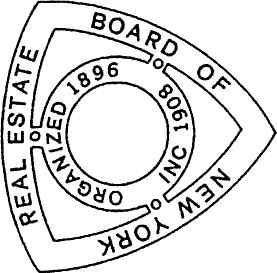 REAL ESTATE
BOARD OF
NEW YORK
ORGANIZED 1896
INC 1908